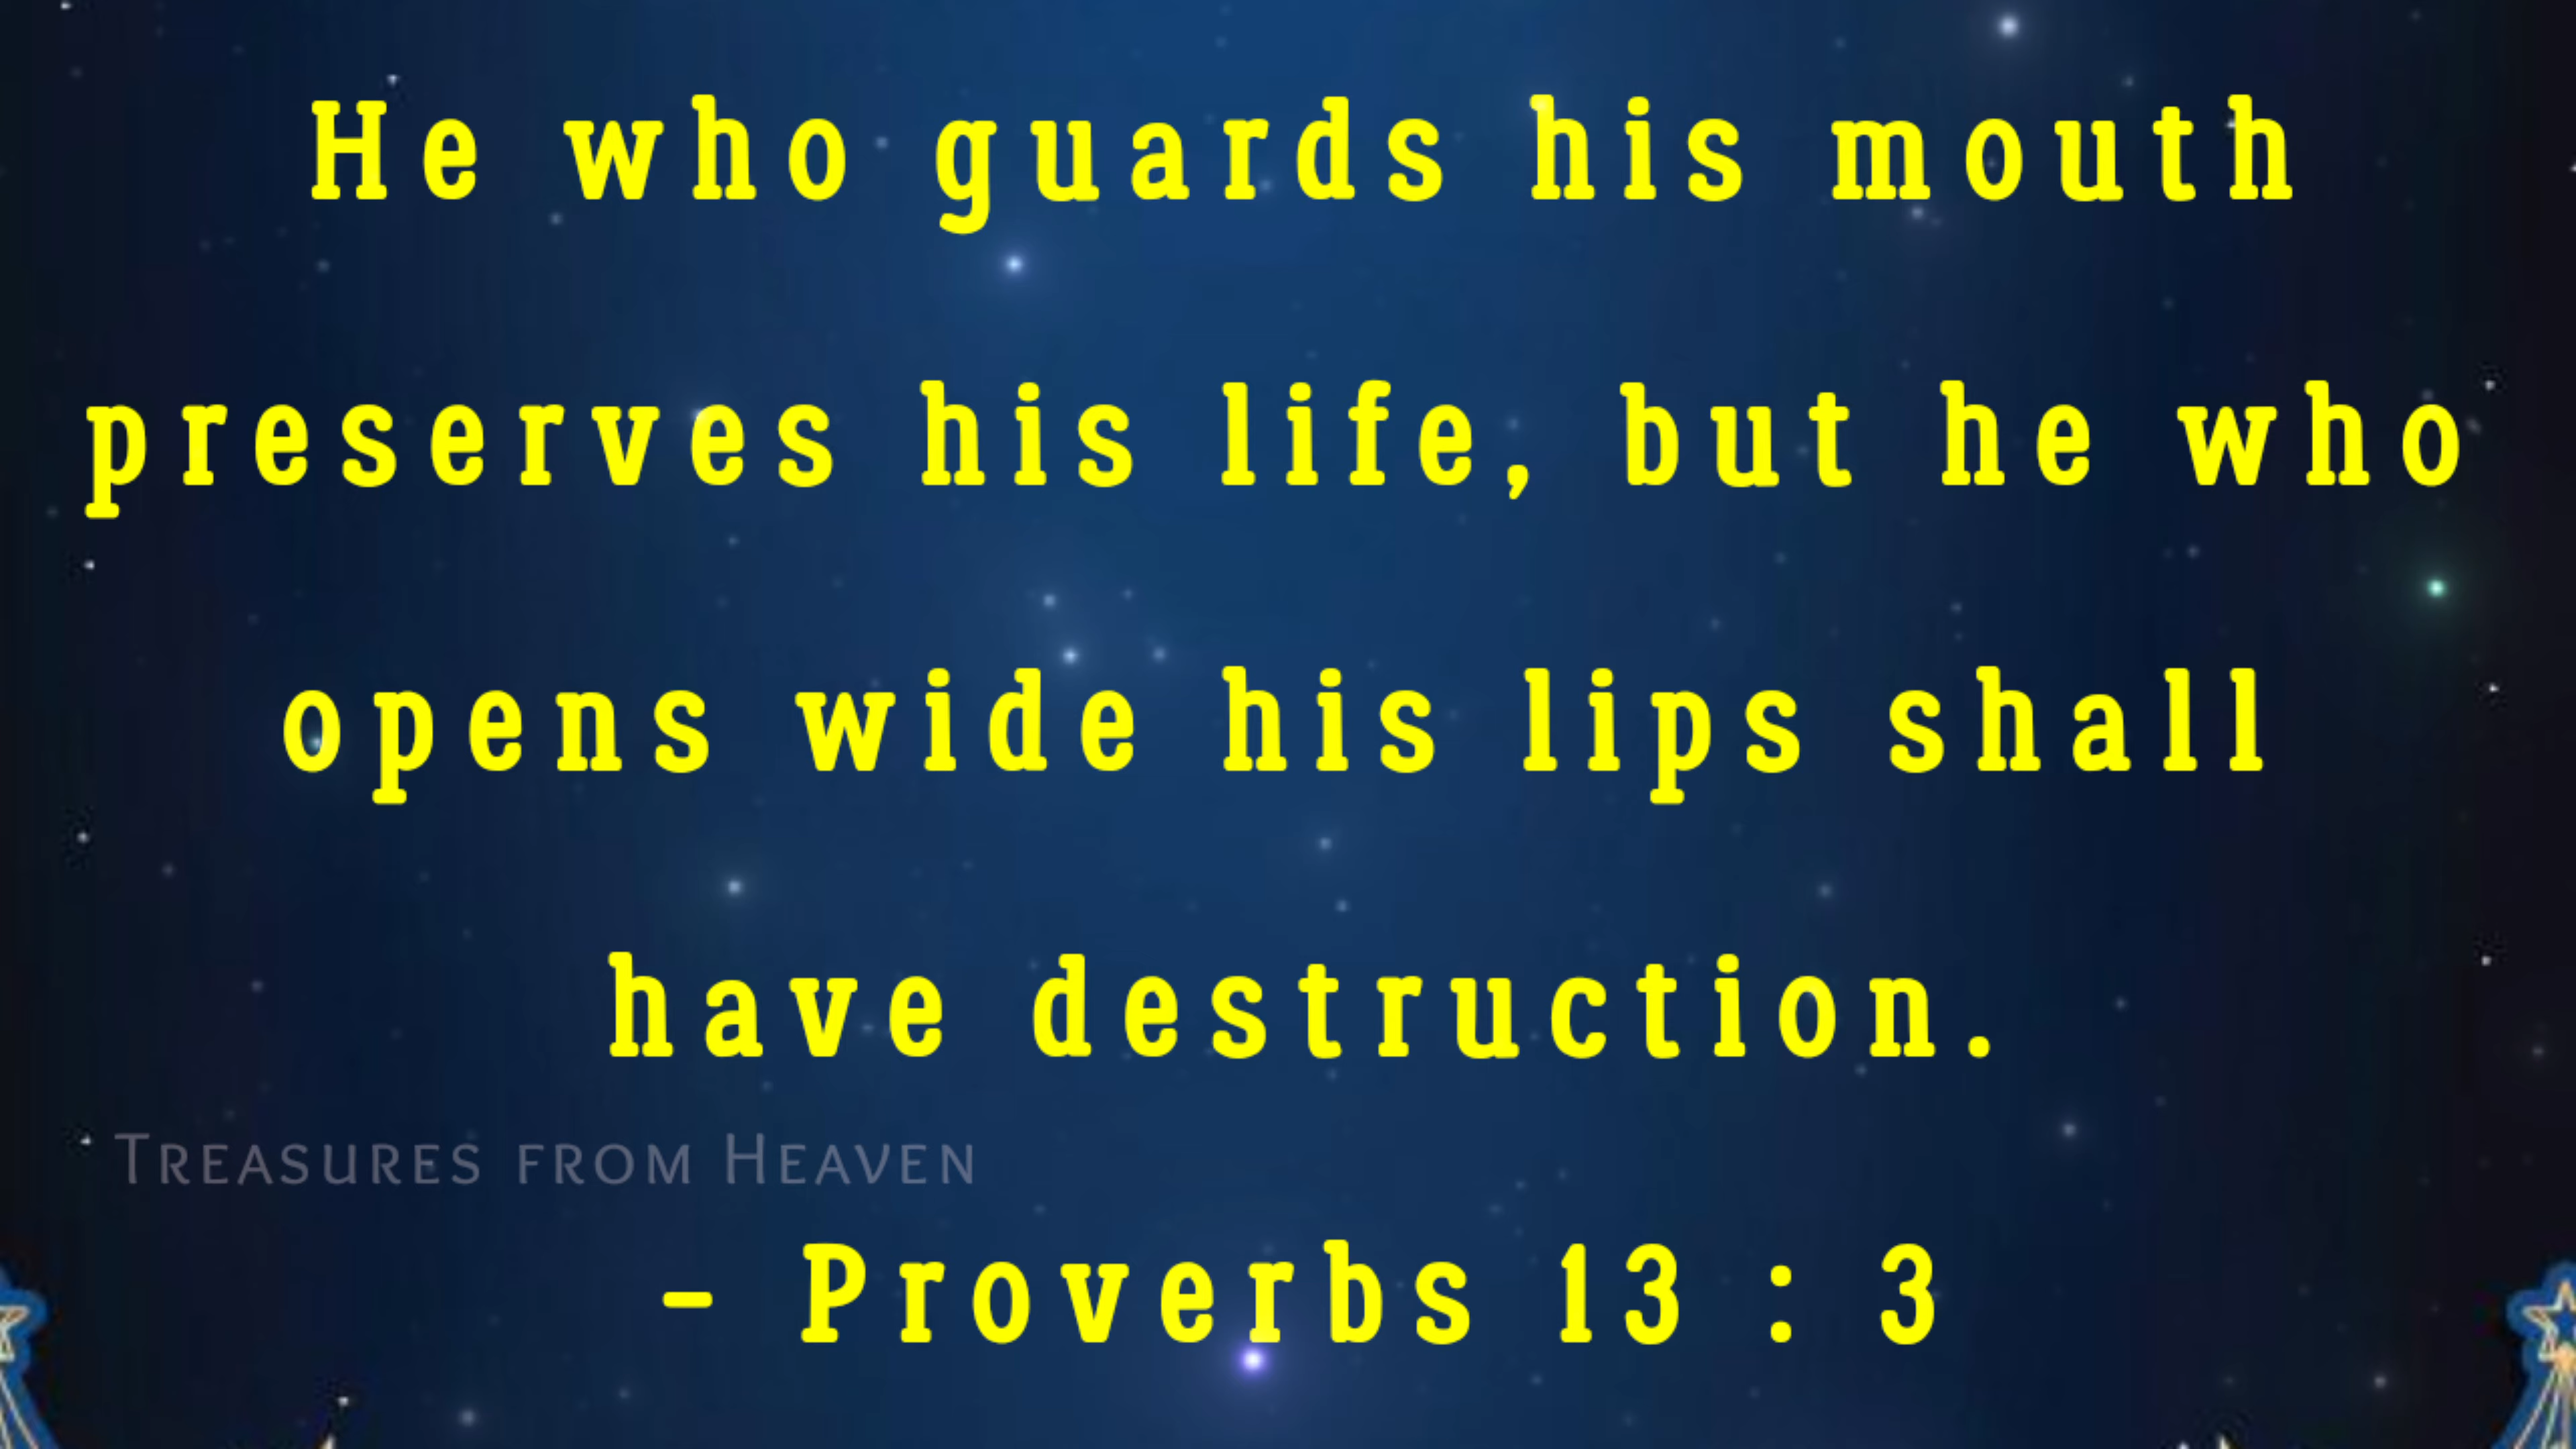 He who guards his mouth
preserves his life, but he who
opens wide his lips shall
have destruction.
Treasures from Heaven
- Proverbs 13 : 3